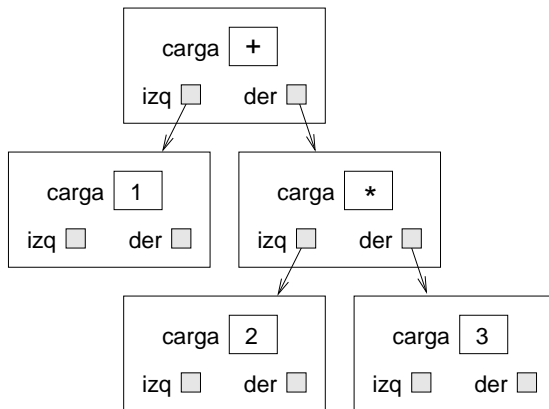 carga +
izq der
carga 1
izq der
carga *
izq der
carga 2
izq der
carga 3
izq der